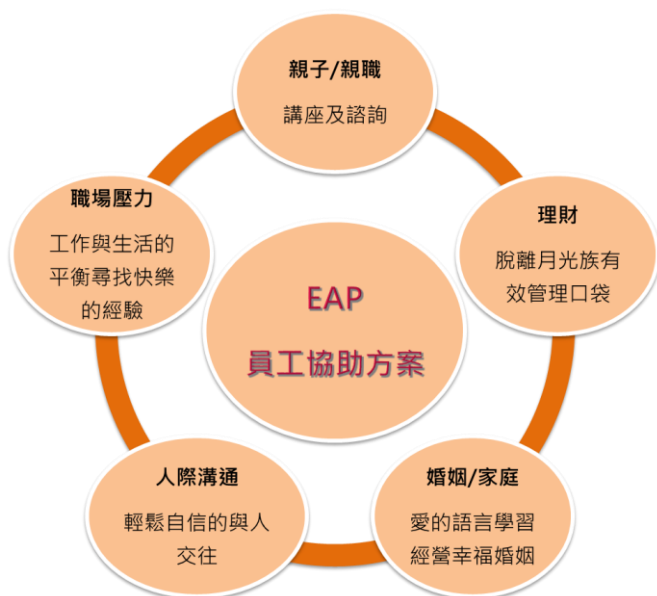 親子/親職
講座及諮詢
理財
脫離月光族有
效管理口袋
婚姻/家庭
愛的語言學習
經營幸福婚姻
人際溝通
輕鬆自信的與人
交往
職場壓力
工作與生活的
平衡尋找快樂
的經驗
EAP
員工協助方案